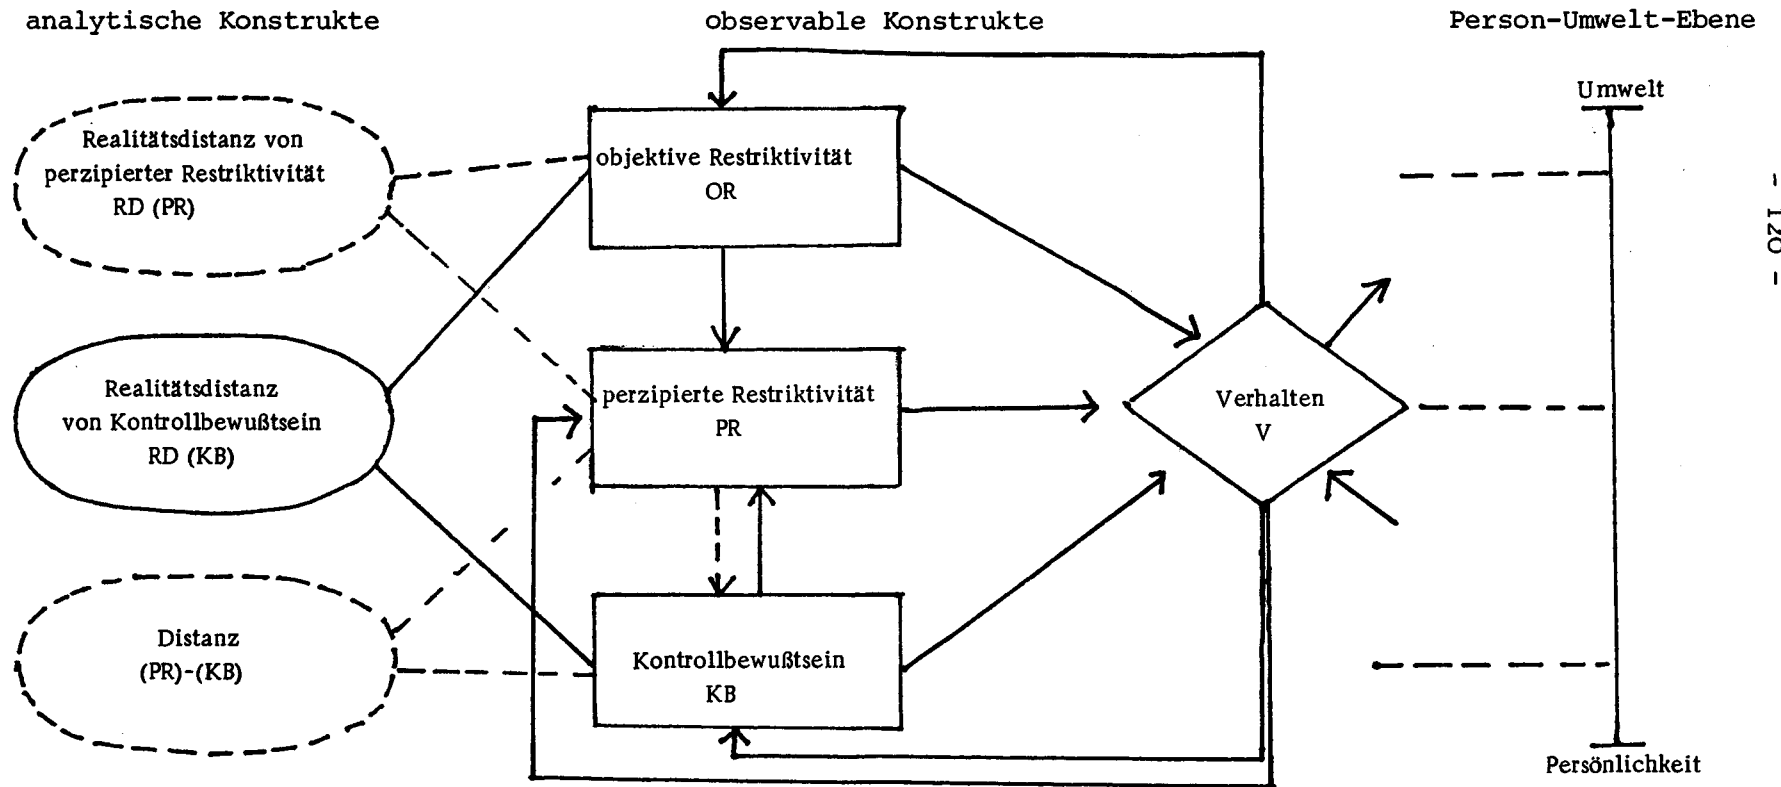 analytische Konstrukte
observable Konstrukte
Person-Umwelt-Ebene
Realitätsdistanz von
perzipierter Restriktivität
RD (PR)
Realitätsdistanz
von Kontrollbewußtsein
RD (KB)
Distanz
(PR)-(KB)
objektive Restriktivität
OR
perzipierte Restriktivität
PR
Kontrollbewußtsein
KB
Verhalten
V
Umwelt
Persönlichkeit
- 120 -